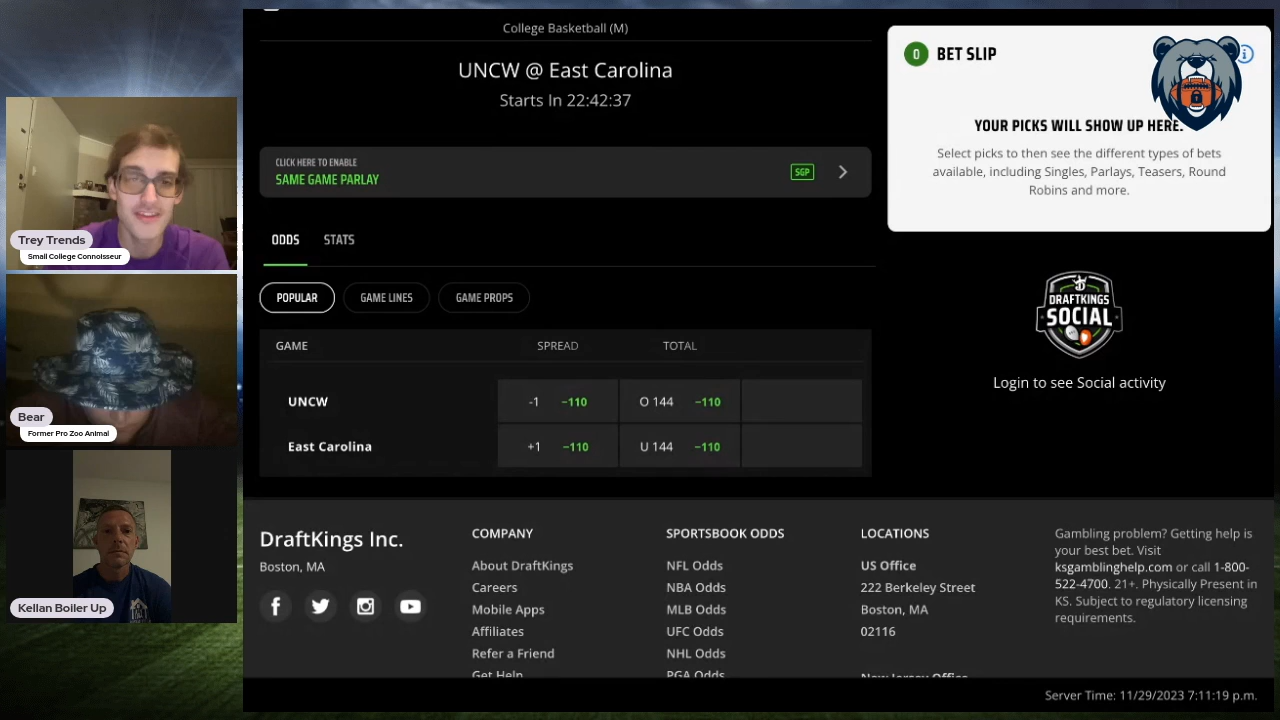 College Basketball (M)
UNCW @ East Carolina
Starts In 22:42:37
CLICK HERE TO ENABLE
SAME GAME PARLAY
SGP
ODDS STATS
POPULAR GAME LINES GAME PROPS
GAME SPREAD TOTAL
UNCW -1 −110 O 144 −110
East Carolina +1 −110 U 144 −110
0 BET SLIP
i
YOUR PICKS WILL SHOW UP HERE.
Select picks to then see the different types of bets
available, including Singles, Parlays, Teasers, Round
Robins and more.
DRAFTKINGS
SOCIAL
Login to see Social activity
Trey Trends
Small College Connoisseur
Bear
Former Pro Zoo Animal
Kellan Boiler Up
DraftKings Inc.
Boston, MA
COMPANY
About DraftKings
Careers
Mobile Apps
Affiliates
Refer a Friend
Get Help
SPORTSBOOK ODDS
NFL Odds
NBA Odds
MLB Odds
UFC Odds
NHL Odds
PGA Odds
LOCATIONS
US Office
222 Berkeley Street
Boston, MA
02116
New Jersey Office
Gambling problem? Getting help is
your best bet. Visit
ksgamblinghelp.com or call 1-800-
522-4700. 21+. Physically Present in
KS. Subject to regulatory licensing
requirements.
Server Time: 11/29/2023 7:11:19 p.m.